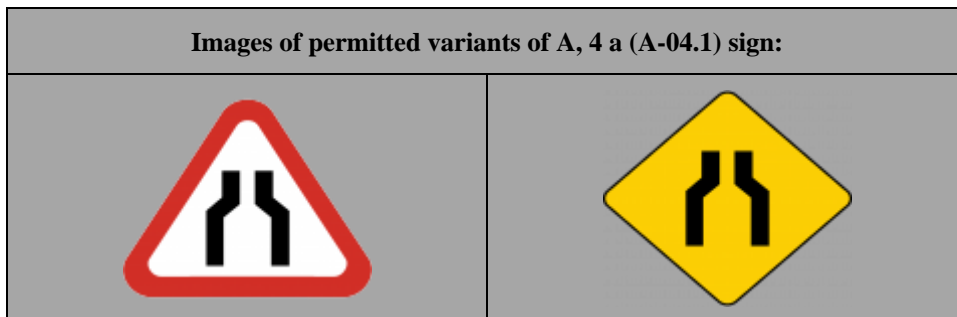 Images of permitted variants of A, 4 a (A-04.1) sign: